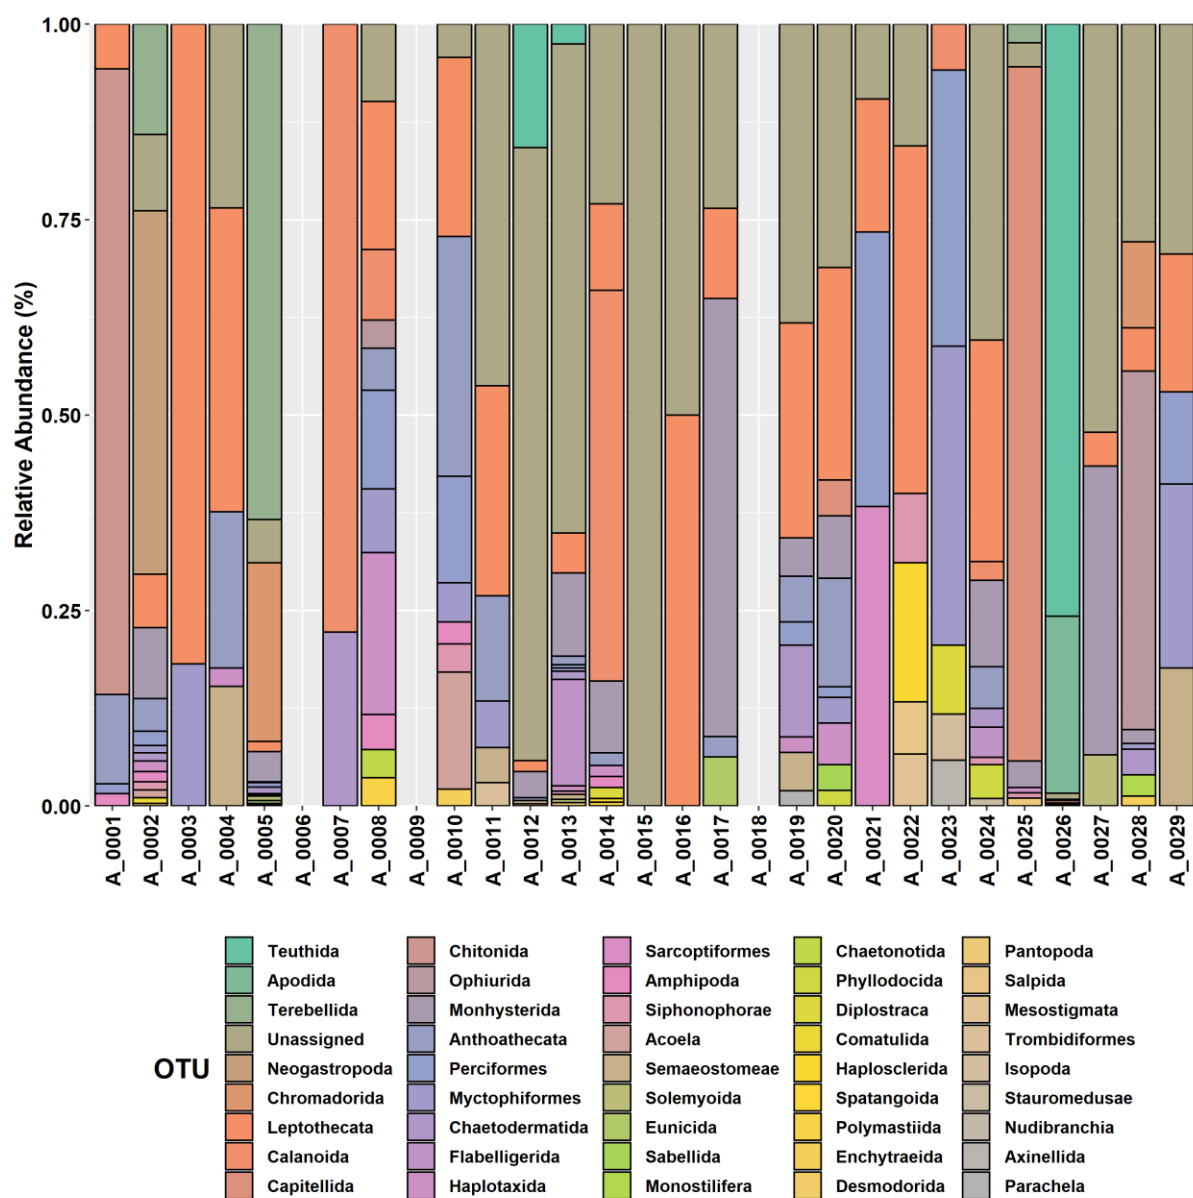 1.00
0.75
0.50
0.25
0.00
Relative Abundance (%)
A_0001 A_0002 A_0003 A_0004 A_0005 A_0006 A_0007 A_0008 A_0009 A_0010 A_0011 A_0012 A_0013 A_0014 A_0015 A_0016 A_0017 A_0018 A_0019 A_0020 A_0021 A_0022 A_0023 A_0024 A_0025 A_0026 A_0027 A_0028 A_0029
OTU
Teuthida Chitonida Sarcoptiformes Chaetonotida Pantopoda
Apodida Ophiurida Amphipoda Phyllodocida Salpida
Terebellida Monhysterida Siphonophorae Diplostraca Mesostigmata
Unassigned Anthoathecata Acoela Comatulida Trombidiformes
Neogastropoda Perciformes Semaeostomeae Haplosclerida Isopoda
Chromadorida Myctophiformes Solemyoida Spatangoida Stauromedusae
Leptothecata Chaetodermatida Eunicida Polymastiida Nudibranchia
Calanoida Flabelligerida Sabellida Enchytraeida Axinellida
Capitellida Haplotaxida Monostilifera Desmodorida Parachela